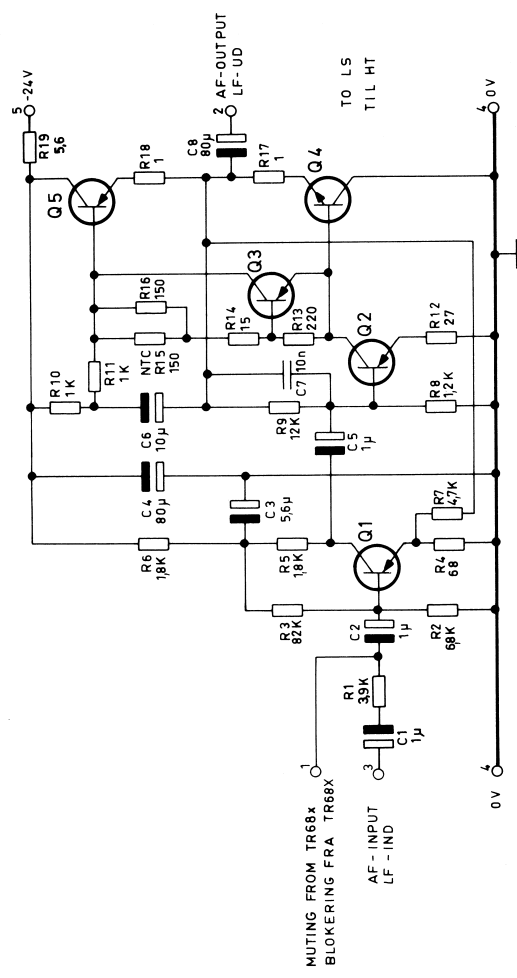 5
-24V
R19
5,6
AF-OUTPUT
LF-UD
2
C8
80µ
R18
1
Q5
R17
1
TO LS
TIL HT
Q4
Q3
R16
150
NTC
R15
150
R14
15
R13
220
Q2
R12
27
R10
1K
R11
1K
C6
10µ
R9
12K
C7
10n
R8
1,2K
C4
80µ
C5
1µ
C3
5,6µ
R6
1,8K
R5
1,8K
Q1
R7
4,7K
R4
68
R3
82K
C2
1µ
R2
6,8K
R1
3,9K
C1
1µ
1
MUTING FROM TR68x
BLOKERING FRA TR68X
3
AF-INPUT
LF-IND
4
0V
4
0V